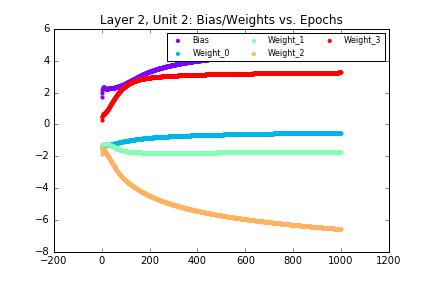 Layer 2, Unit 2: Bias/Weights vs. Epochs
6
Bias Weight_1 Weight_3
Weight_0 Weight_2
4
2
0
−2
−4
−6
−8
−200 0 200 400 600 800 1000 1200